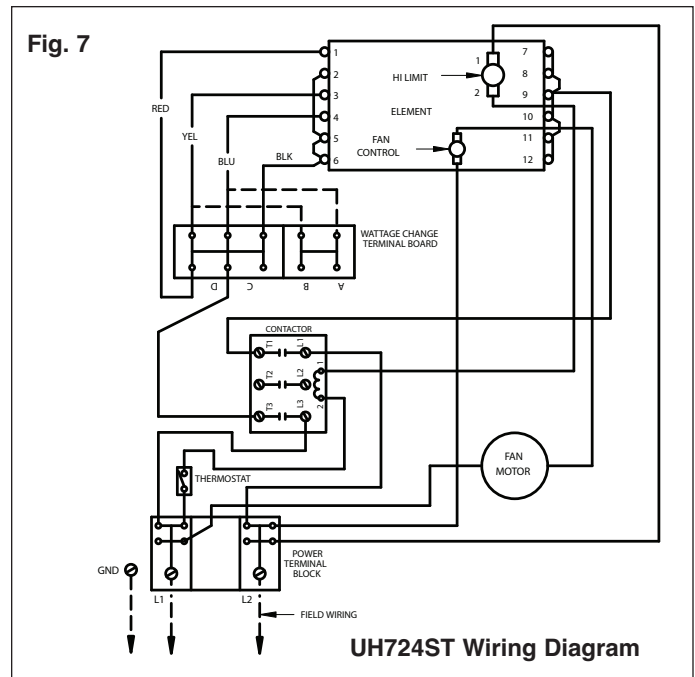 Fig. 7
1
2
3
4
5
6
HI LIMIT
1
2
ELEMENT
FAN
CONTROL
7
8
9
10
11
12
RED
YEL
BLU
BLK
WATTAGE CHANGE
TERMINAL BOARD
D
C
B
A
CONTACTOR
T1
L1
T2
L2
T3
L3
1
2
THERMOSTAT
FAN
MOTOR
POWER
TERMINAL
BLOCK
GND
L1
L2
FIELD WIRING
UH724ST Wiring Diagram